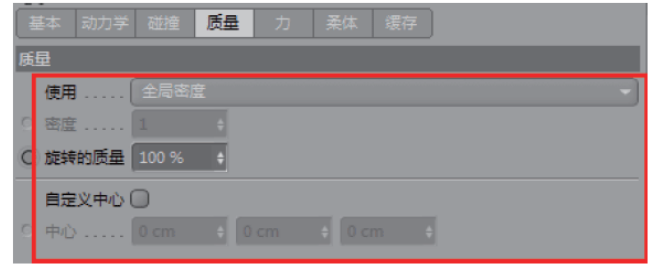 基本 动力学 碰撞 质量 力 柔体 缓存
质量
使用 ..... 全局密度
密度 ..... 1
旋转的质量 100 %
自定义中心
中心 ..... 0 cm 0 cm 0 cm